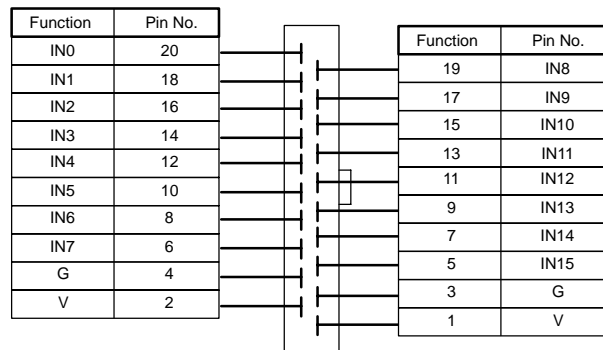 Function Pin No.
IN0 20
IN1 18
IN2 16
IN3 14
IN4 12
IN5 10
IN6 8
IN7 6
G 4
V 2
Function Pin No.
19 IN8
17 IN9
15 IN10
13 IN11
11 IN12
9 IN13
7 IN14
5 IN15
3 G
1 V